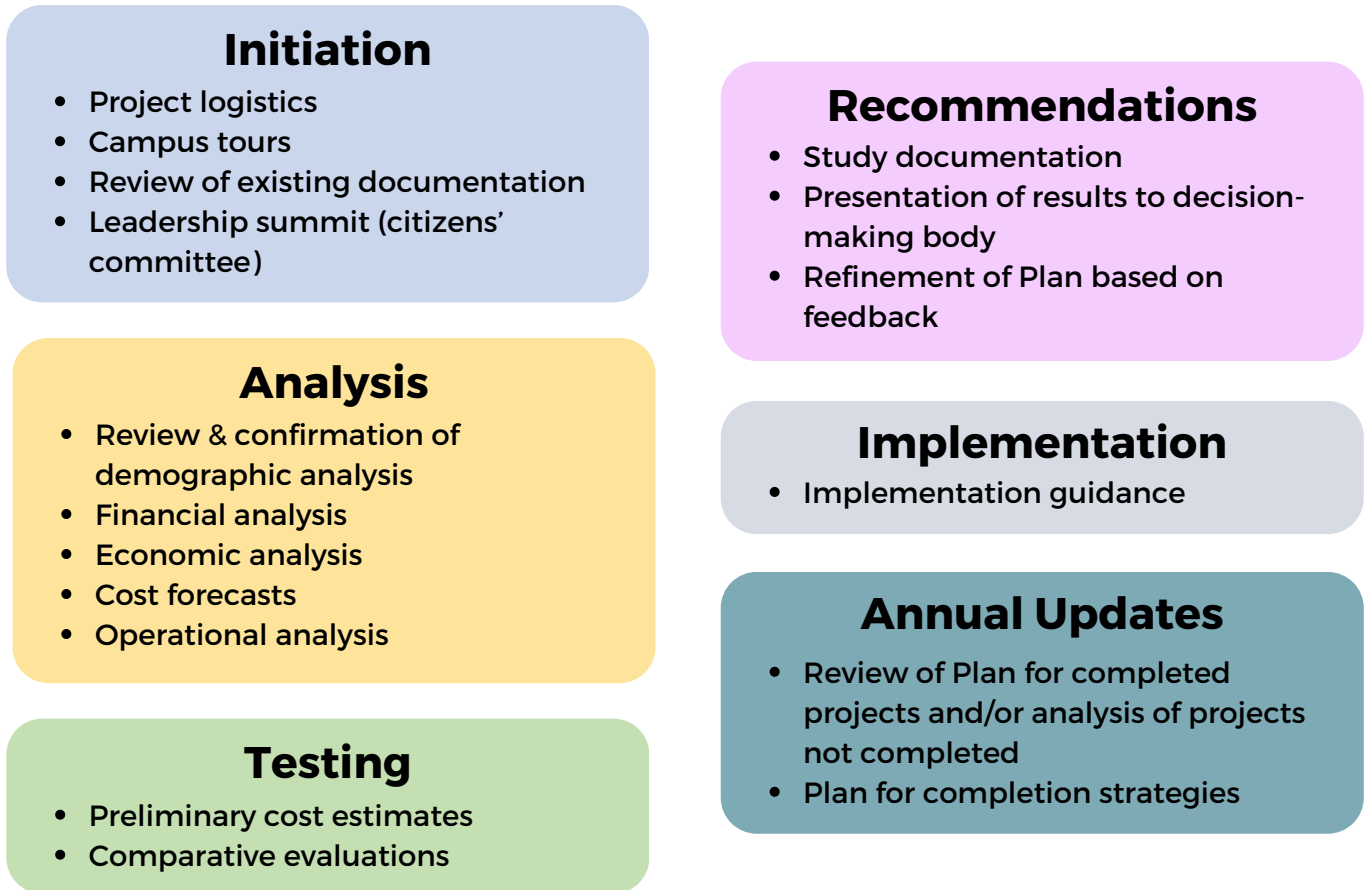 Initiation
• Project logistics
• Campus tours
• Review of existing documentation
• Leadership summit (citizens’
committee)
Analysis
• Review & confirmation of
demographic analysis
• Financial analysis
• Economic analysis
• Cost forecasts
• Operational analysis
Testing
• Preliminary cost estimates
• Comparative evaluations
Recommendations
• Study documentation
• Presentation of results to decision-
making body
• Refinement of Plan based on
feedback
Implementation
• Implementation guidance
Annual Updates
• Review of Plan for completed
projects and/or analysis of projects
not completed
• Plan for completion strategies